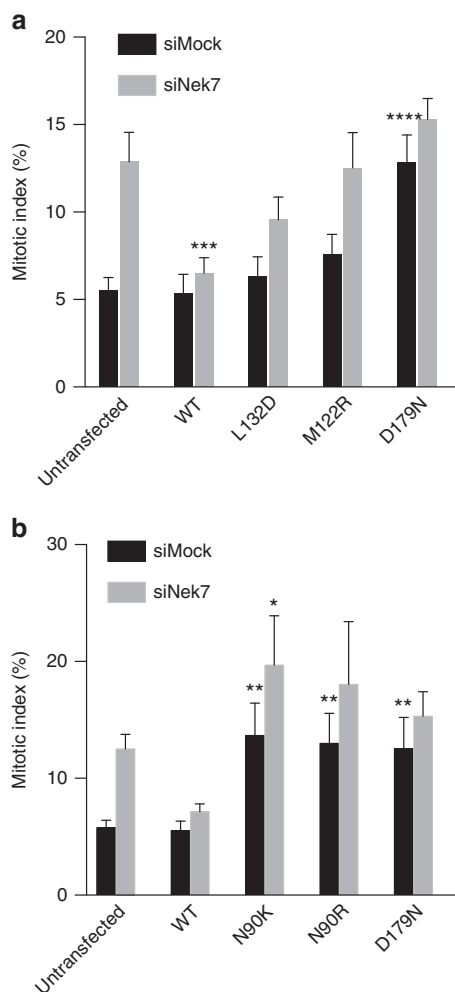 a
20
siMock
siNek7
15
****
10
***
5
0
Mitotic index (%)
Untransfected
WT
L132D
M122R
D179N
b
30
siMock
siNek7
*
20
**
**
**
10
0
Mitotic index (%)
Untransfected
WT
N90K
N90R
D179N